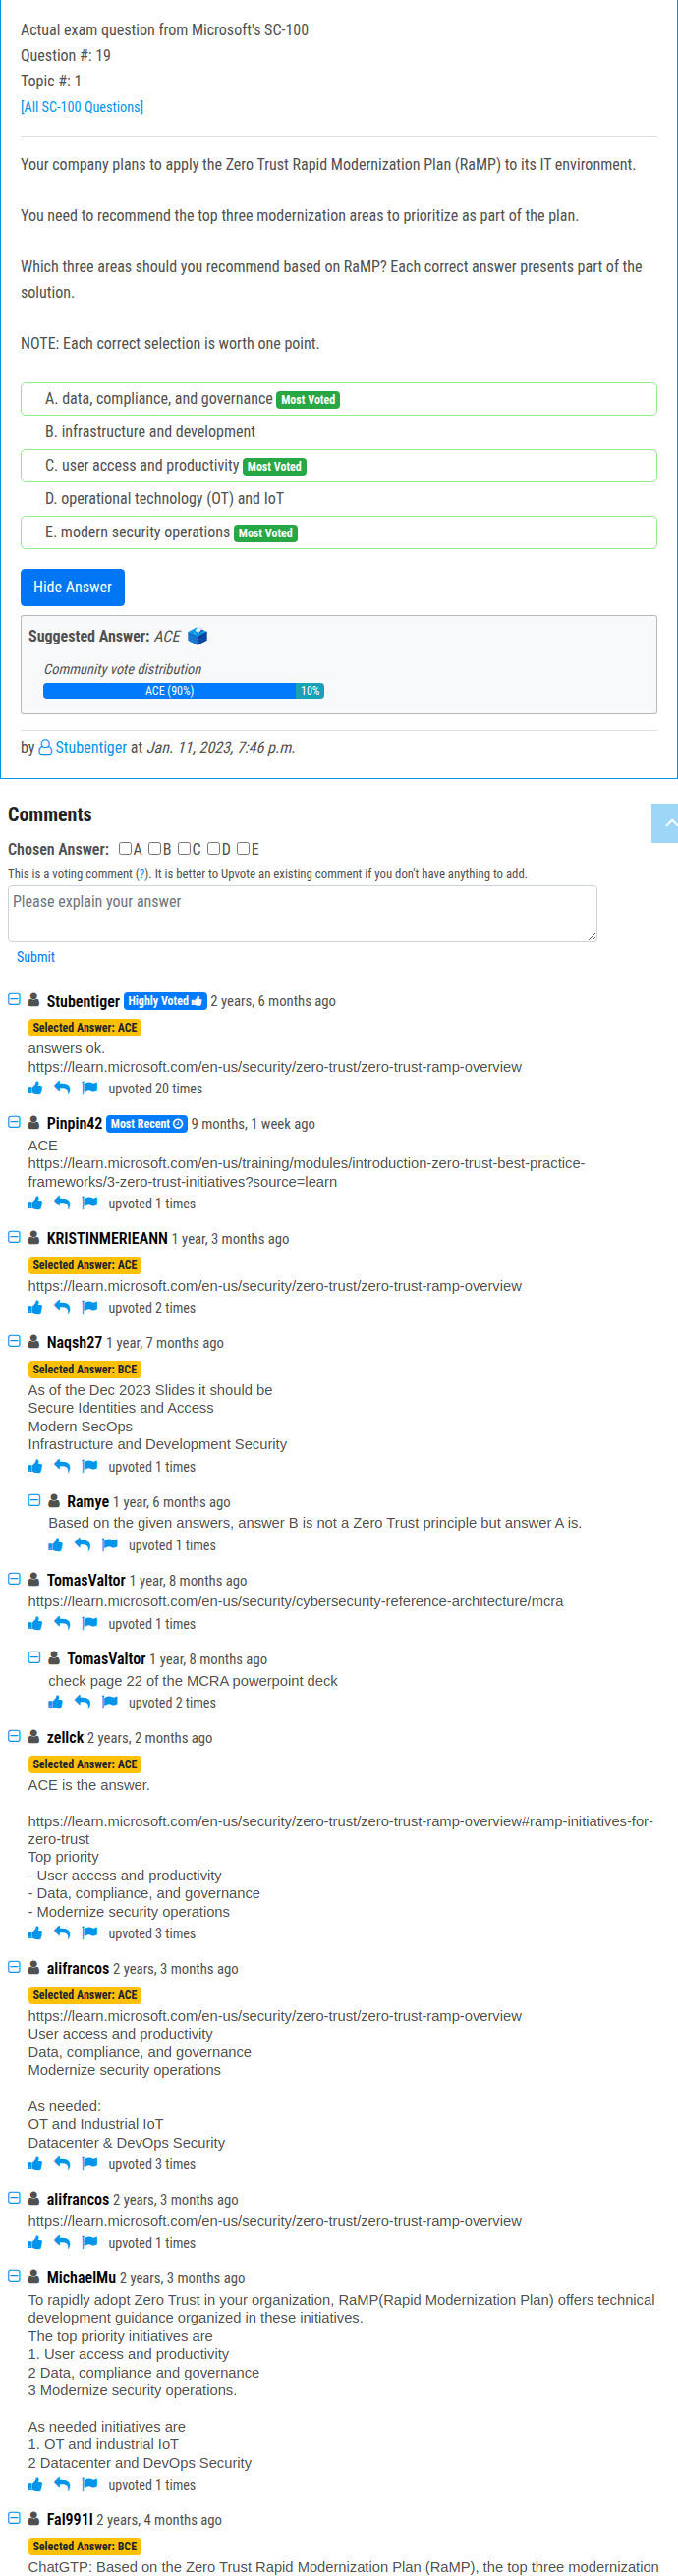 Actual exam question from Microsoft's SC-100
Question #: 19
Topic #: 1
[All SC-100 Questions]
Your company plans to apply the Zero Trust Rapid Modernization Plan (RaMP) to its IT environment.
You need to recommend the top three modernization areas to prioritize as part of the plan.
Which three areas should you recommend based on RaMP? Each correct answer presents part of the
solution.
NOTE: Each correct selection is worth one point.
A. data, compliance, and governance Most Voted
B. infrastructure and development
C. user access and productivity Most Voted
D. operational technology (OT) and IoT
E. modern security operations Most Voted
Hide Answer
Suggested Answer: ACE
Community vote distribution
ACE (90%) 10%
by Stubentiger at Jan. 11, 2023, 7:46 p.m.
Comments
Chosen Answer: A B C D E
This is a voting comment (?). It is better to Upvote an existing comment if you don't have anything to add.
Please explain your answer
Submit
Stubentiger Highly Voted 2 years, 6 months ago
Selected Answer: ACE
answers ok.
https://learn.microsoft.com/en-us/security/zero-trust/zero-trust-ramp-overview
upvoted 20 times
Pinpin42 Most Recent 9 months, 1 week ago
ACE
https://learn.microsoft.com/en-us/training/modules/introduction-zero-trust-best-practice-
frameworks/3-zero-trust-initiatives?source=learn
upvoted 1 times
KRISTINMERIEANN 1 year, 3 months ago
Selected Answer: ACE
https://learn.microsoft.com/en-us/security/zero-trust/zero-trust-ramp-overview
upvoted 2 times
Naqsh27 1 year, 7 months ago
Selected Answer: BCE
As of the Dec 2023 Slides it should be
Secure Identities and Access
Modern SecOps
Infrastructure and Development Security
upvoted 1 times
Ramye 1 year, 6 months ago
Based on the given answers, answer B is not a Zero Trust principle but answer A is.
upvoted 1 times
TomasValtor 1 year, 8 months ago
https://learn.microsoft.com/en-us/security/cybersecurity-reference-architecture/mcra
upvoted 1 times
TomasValtor 1 year, 8 months ago
check page 22 of the MCRA powerpoint deck
upvoted 2 times
zellck 2 years, 2 months ago
Selected Answer: ACE
ACE is the answer.
https://learn.microsoft.com/en-us/security/zero-trust/zero-trust-ramp-overview#ramp-initiatives-for-
zero-trust
Top priority
- User access and productivity
- Data, compliance, and governance
- Modernize security operations
upvoted 3 times
alifrancos 2 years, 3 months ago
Selected Answer: ACE
https://learn.microsoft.com/en-us/security/zero-trust/zero-trust-ramp-overview
User access and productivity
Data, compliance, and governance
Modernize security operations
As needed:
OT and Industrial IoT
Datacenter & DevOps Security
upvoted 3 times
alifrancos 2 years, 3 months ago
https://learn.microsoft.com/en-us/security/zero-trust/zero-trust-ramp-overview
upvoted 1 times
MichaelMu 2 years, 3 months ago
To rapidly adopt Zero Trust in your organization, RaMP(Rapid Modernization Plan) offers technical
development guidance organized in these initiatives.
The top priority initiatives are
1. User access and productivity
2 Data, compliance and governance
3 Modernize security operations.
As needed initiatives are
1. OT and industrial IoT
2 Datacenter and DevOps Security
upvoted 1 times
Fal991l 2 years, 4 months ago
Selected Answer: BCE
ChatGTP: Based on the Zero Trust Rapid Modernization Plan (RaMP), the top three modernization